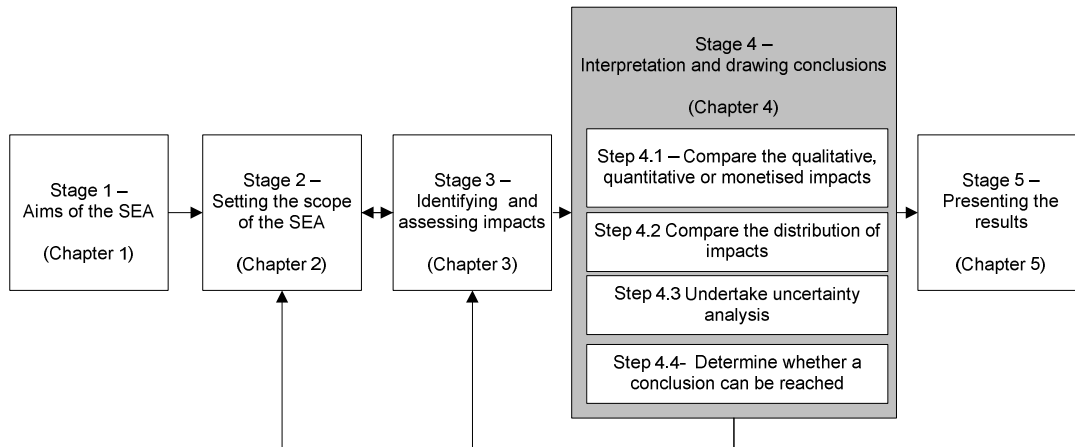 Stage 1 –
Aims of the SEA
(Chapter 1)
Stage 2 –
Setting the scope
of the SEA
(Chapter 2)
Stage 3 –
Identifying and
assessing impacts
(Chapter 3)
Stage 4 –
Interpretation and drawing conclusions
(Chapter 4)
Step 4.1 – Compare the qualitative,
quantitative or monetised impacts
Step 4.2 Compare the distribution of
impacts
Step 4.3 Undertake uncertainty
analysis
Step 4.4- Determine whether a
conclusion can be reached
Stage 5 –
Presenting the
results
(Chapter 5)